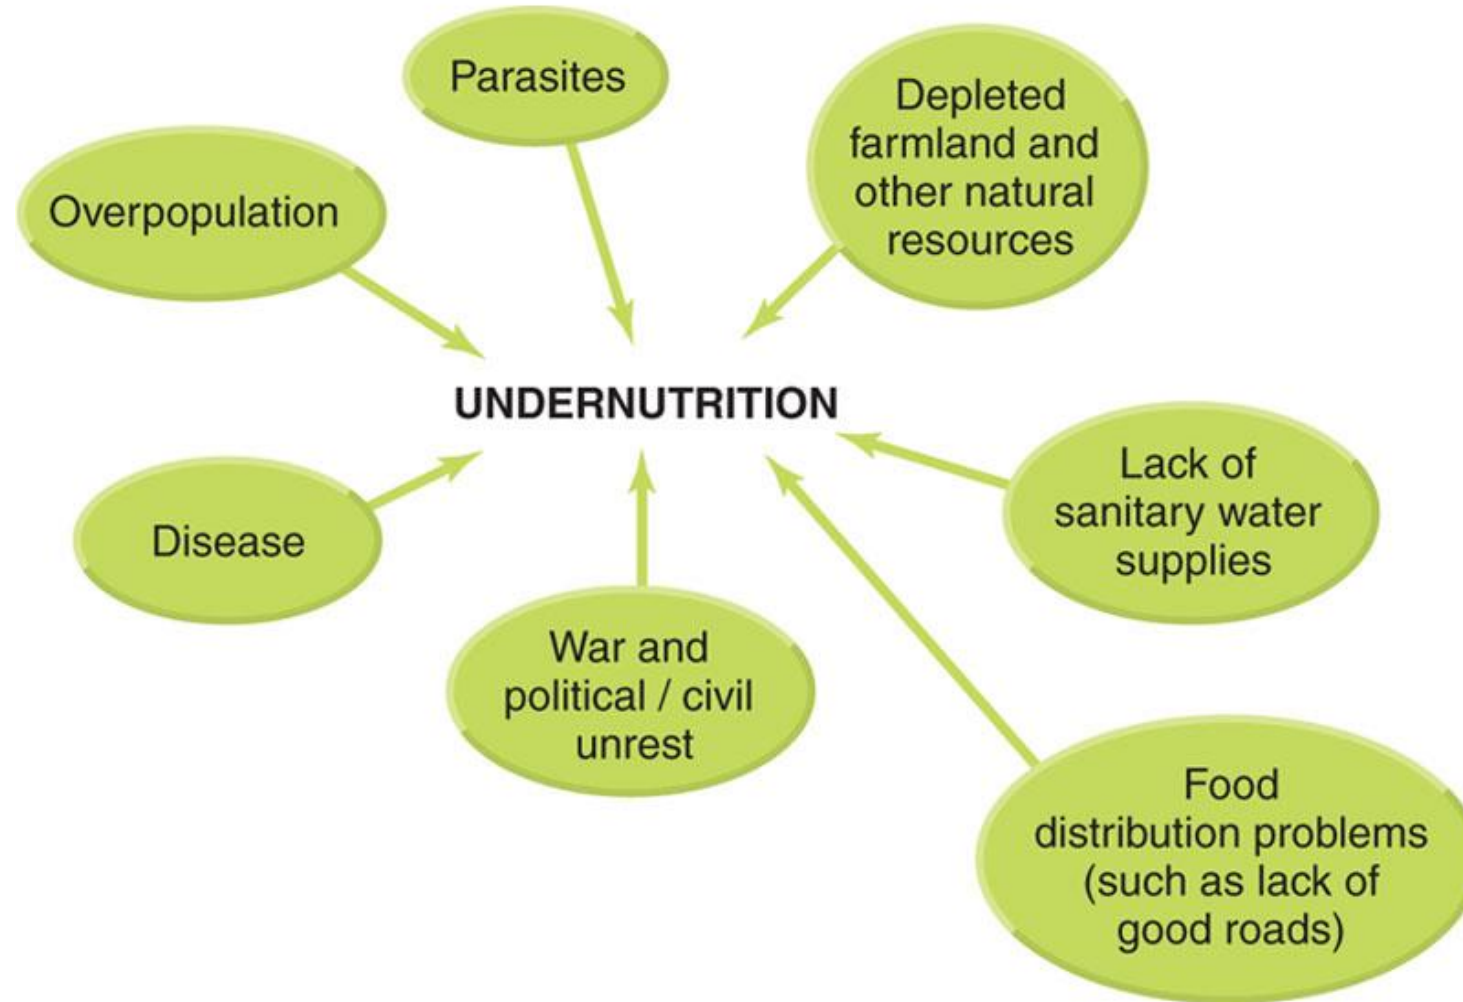 Parasites
Depleted
farmland and
other natural
resources
Overpopulation
UNDERNUTRITION
Lack of
sanitary water
supplies
Disease
War and
political / civil
unrest
Food
distribution problems
(such as lack of
good roads)